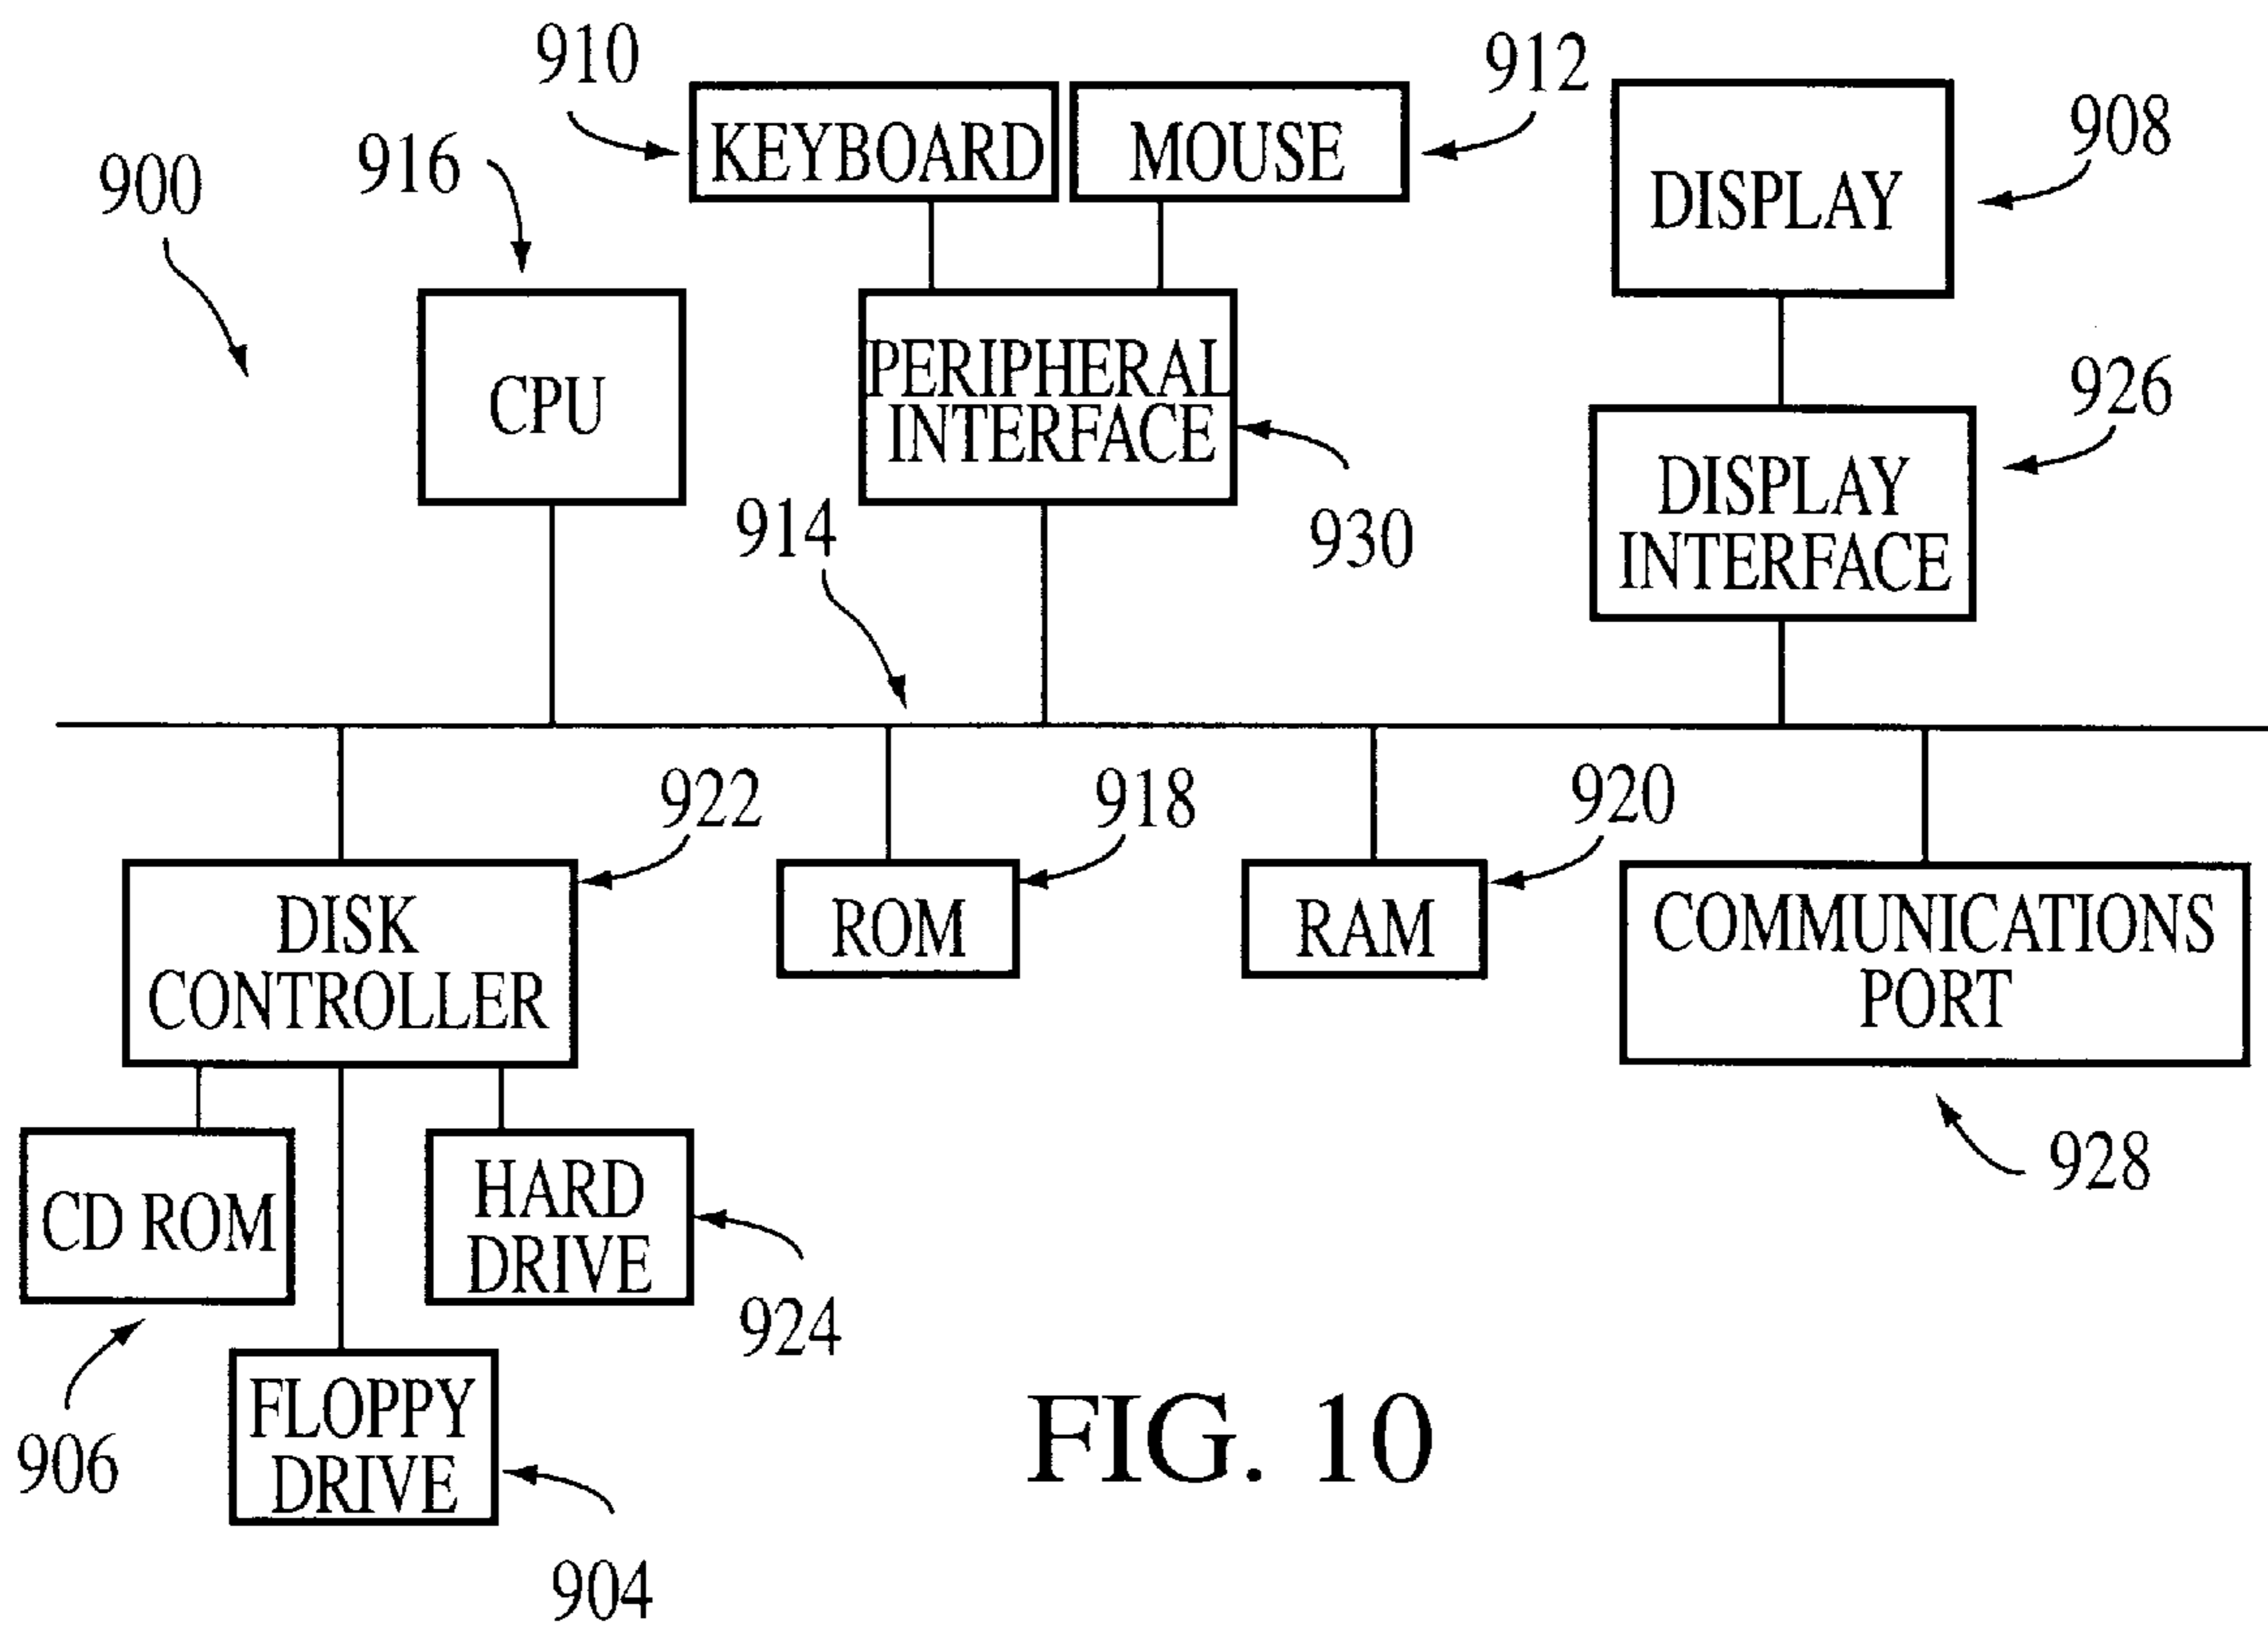 910
912
908
916
900
KEYBOARD
MOUSE
DISPLAY
CPU
PERIPHERAL
INTERFACE
926
DISPLAY
INTERFACE
914
930
922
918
920
DISK
CONTROLLER
ROM
RAM
COMMUNICATIONS
PORT
928
CD ROM
HARD
DRIVE
924
906
FLOPPY
DRIVE
904
FIG. 10